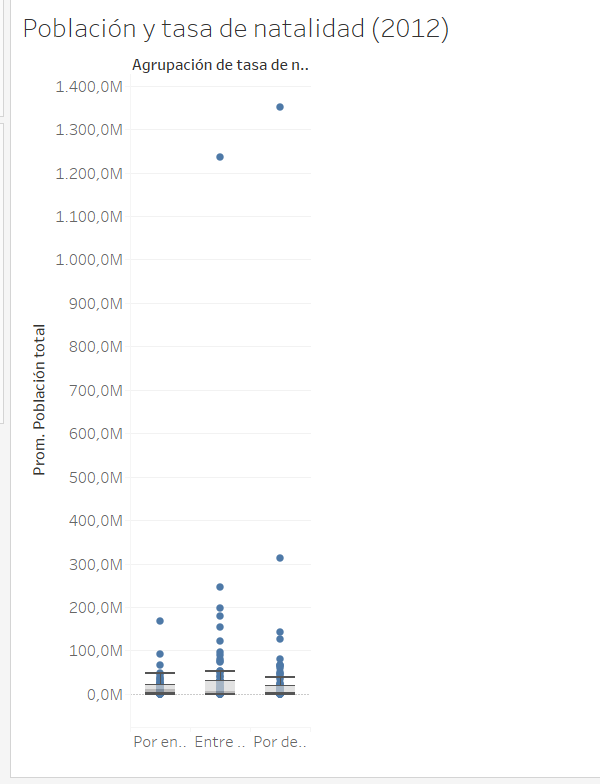 Población y tasa de natalidad (2012)
Agrupación de tasa de n..
1.400,0M
1.300,0M
1.200,0M
1.100,0M
1.000,0M
900,0M
800,0M
700,0M
600,0M
500,0M
400,0M
300,0M
200,0M
100,0M
0,0M
Prom. Población total
Por en.. Entre .. Por de..